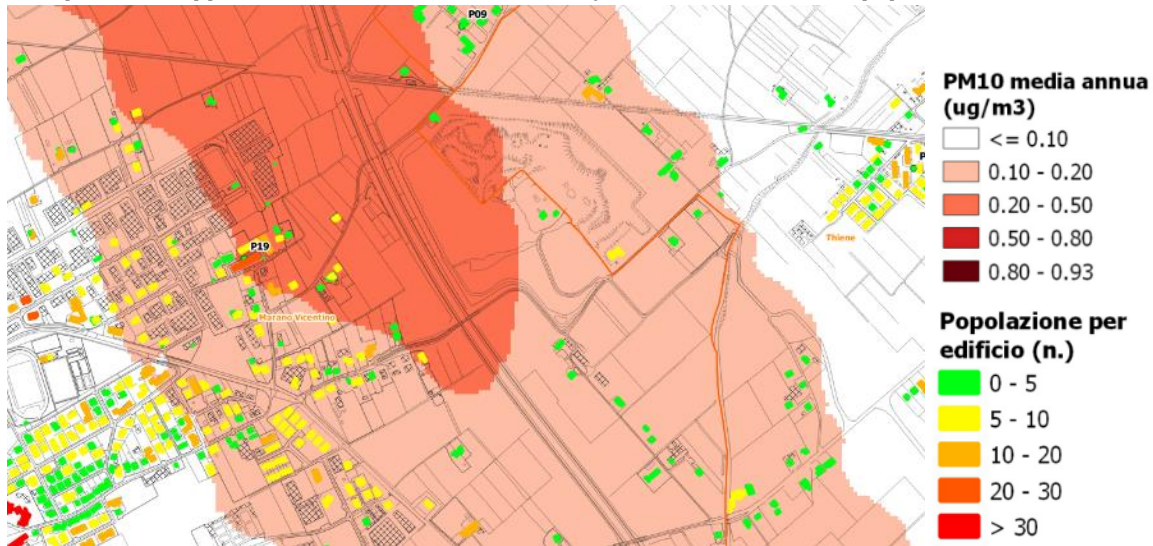 P09
P19
Marano Vicentino
Thiene
P
PM10 media annua
(ug/m3)
<= 0.10
0.10 - 0.20
0.20 - 0.50
0.50 - 0.80
0.80 - 0.93
Popolazione per
edificio (n.)
0 - 5
5 - 10
10 - 20
20 - 30
> 30